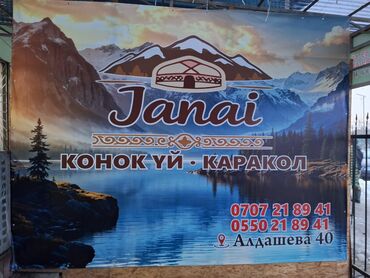 Janai
КОНОК ҮЙ • КАРАКОЛ
0707 21 89 41
0550 21 89 41
Алдашева 40